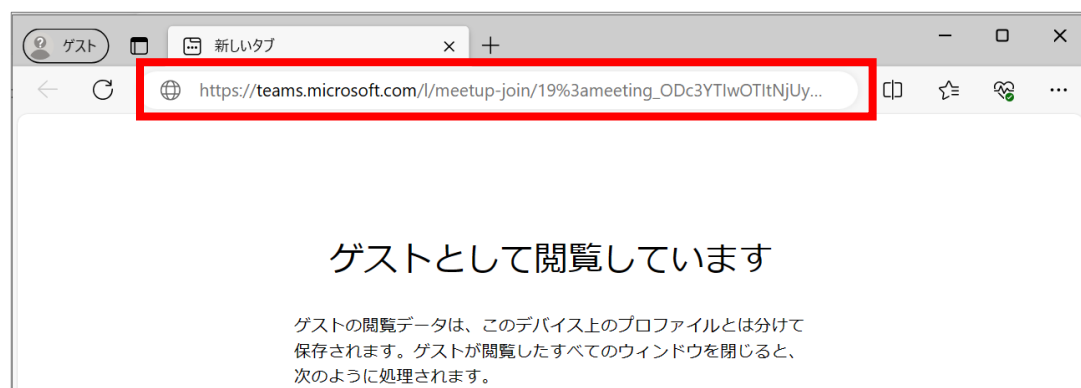 ゲスト 新しいタブ
https://teams.microsoft.com/l/meetup-join/19%3ameeting_ODc3YTIwOTItNjUy...
ゲストとして閲覧しています
ゲストの閲覧データは、このデバイス上のプロファイルとは分けて
保存されます。ゲストが閲覧したすべてのウィンドウを閉じると、
次のように処理されます。